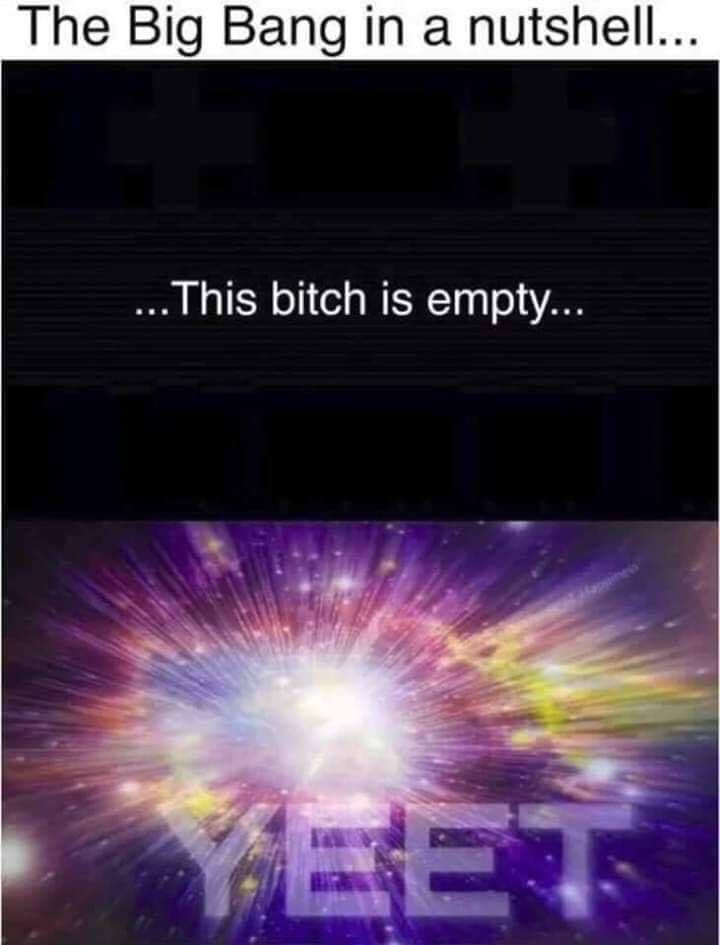 The Big Bang in a nutshell...
...This bitch is empty...
YEET